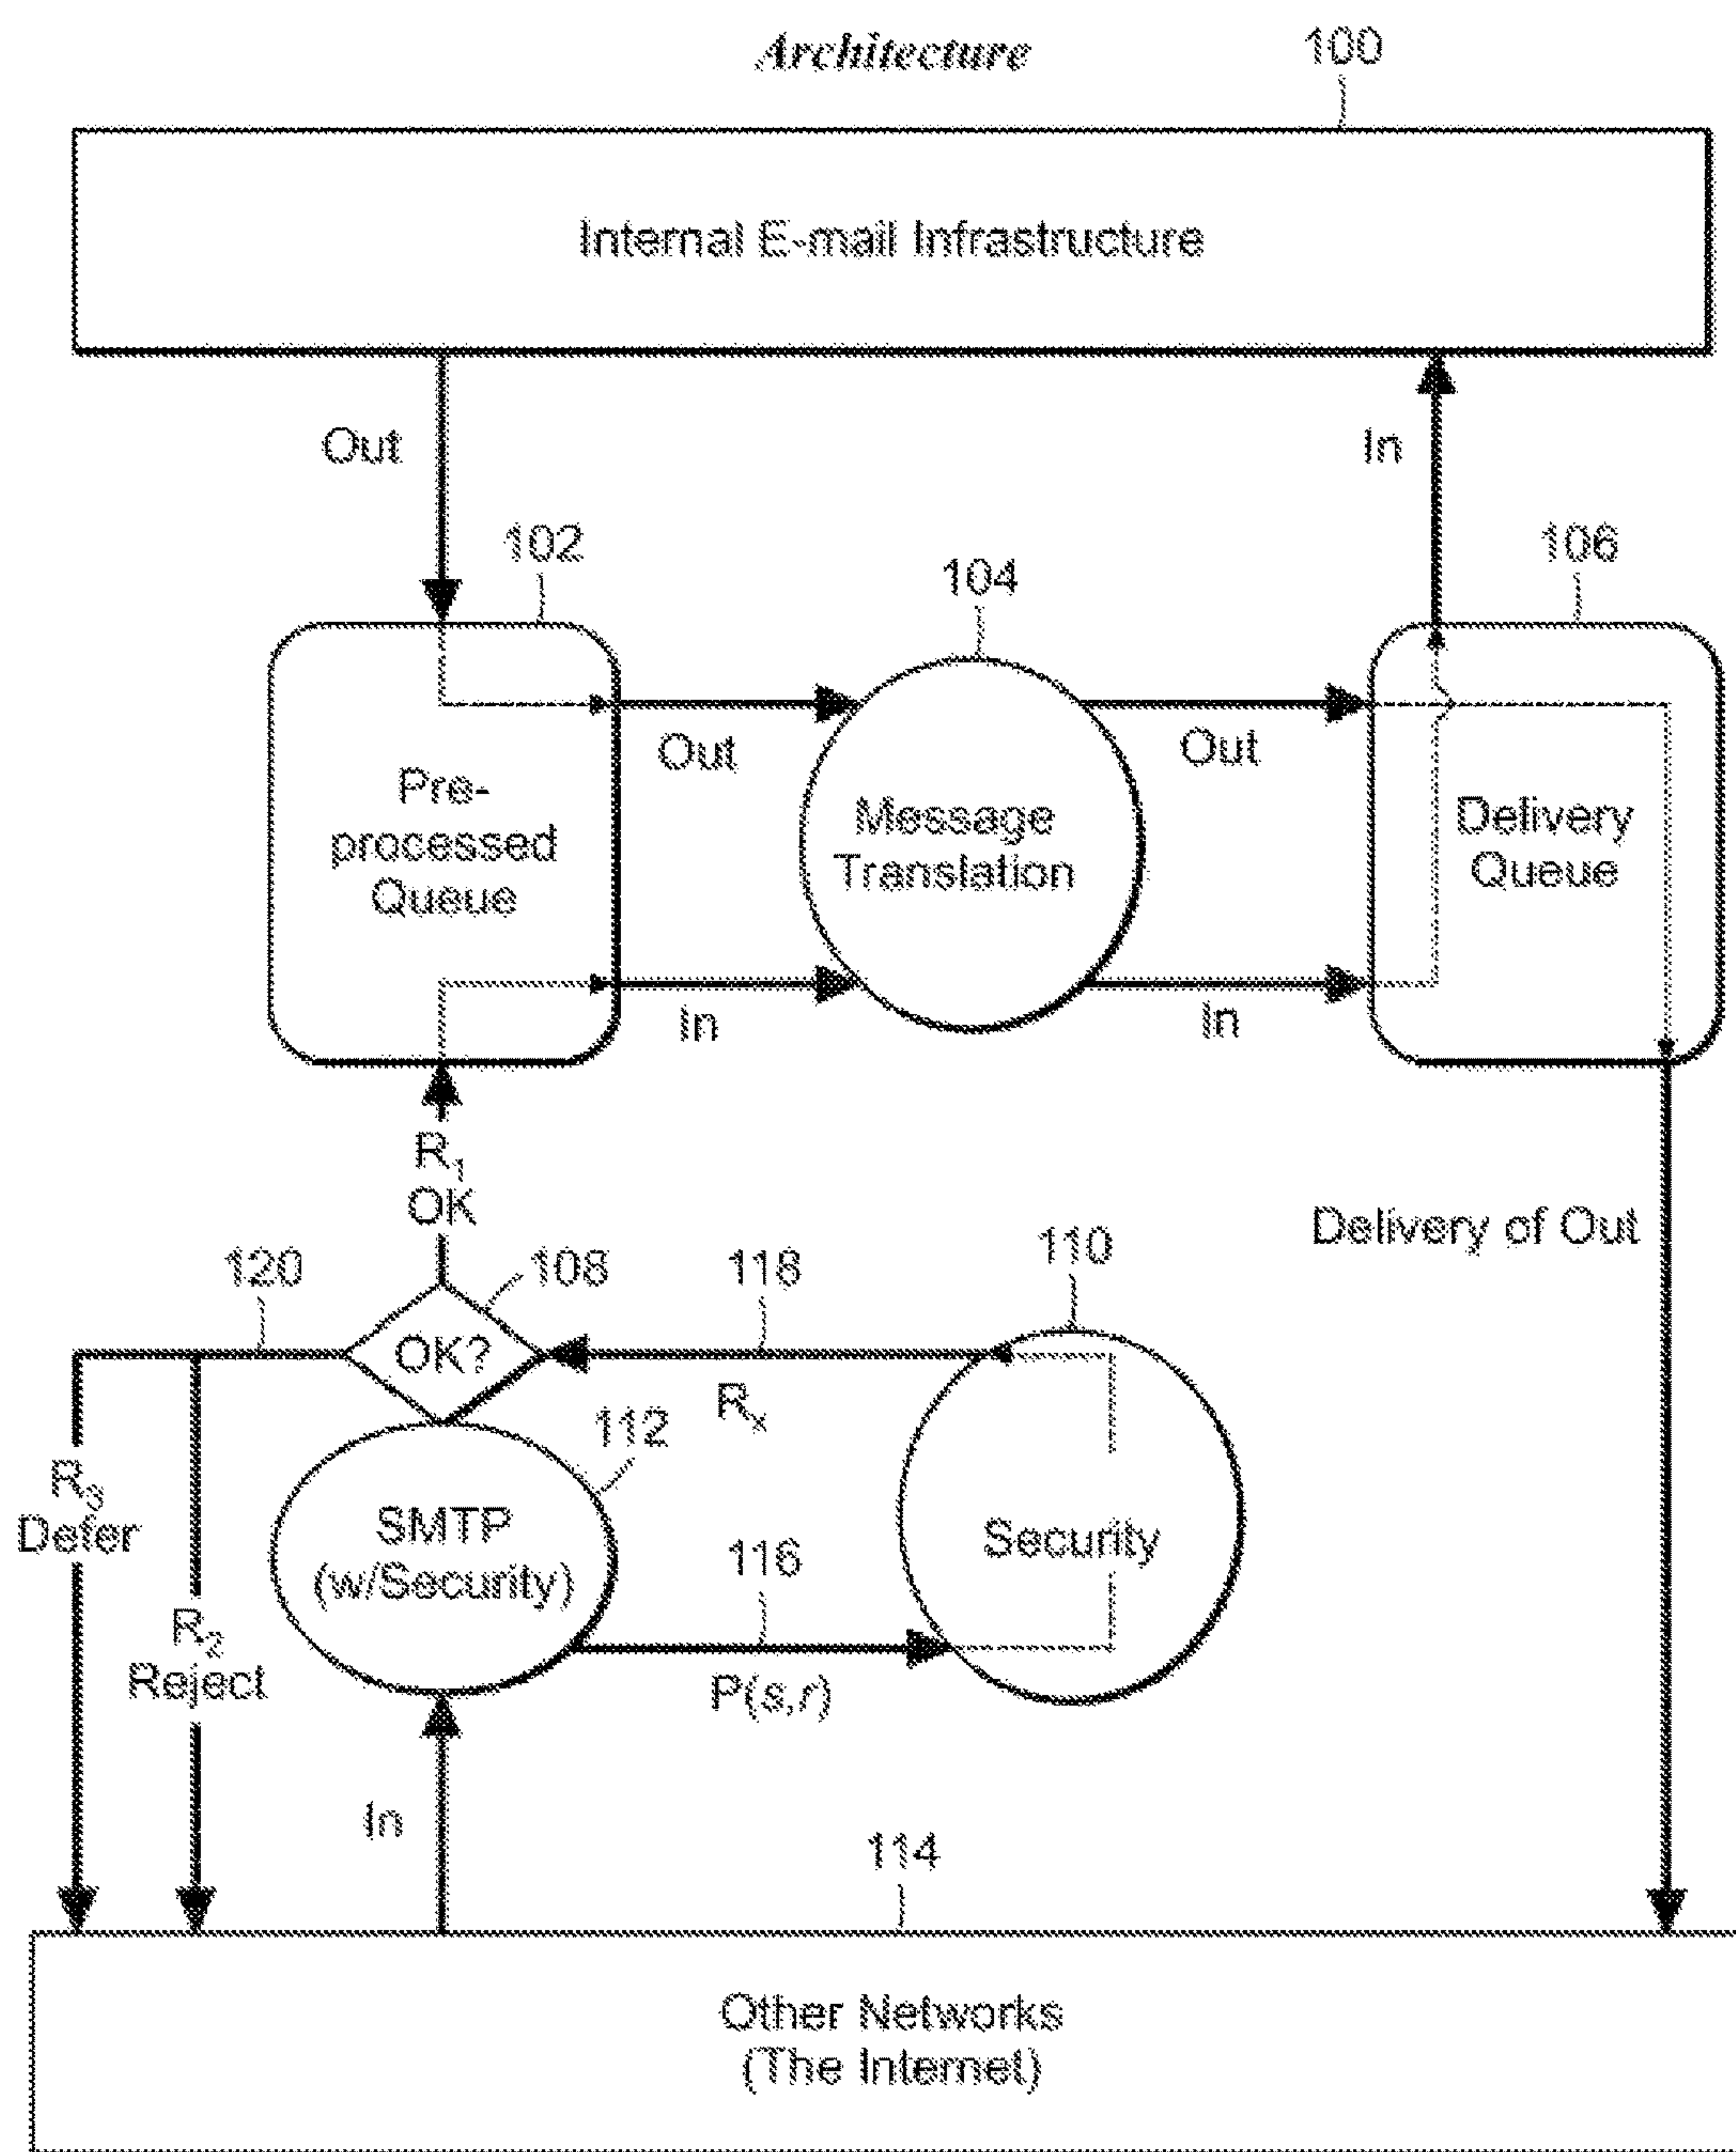 Architecture
100
Internal E-mail Infrastructure
Out
In
102
104
106
Out
Out
Pre-
processed
Queue
Message
Translation
Delivery
Queue
In
In
R1
OK
Delivery of Out
120
108
118
110
OK?
Rx
112
R3
Defer
SMTP
(w/Security)
116
Security
R2
Reject
P(s,r)
In
114
Other Networks
(The Internet)